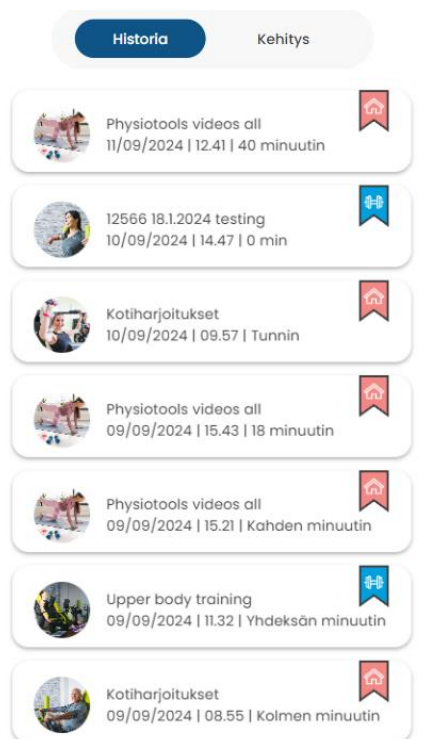 Historia
Kehitys
Physiotools videos all
11/09/2024 | 12.41 | 40 minuutin
12566 18.1.2024 testing
10/09/2024 | 14.47 | 0 min
Kotiharjoitukset
10/09/2024 | 09.57 | Tunnin
Physiotools videos all
09/09/2024 | 15.43 | 18 minuutin
Physiotools videos all
09/09/2024 | 15.21 | Kahden minuutin
Upper body training
09/09/2024 | 11.32 | Yhdeksän minuutin
Kotiharjoitukset
09/09/2024 | 08.55 | Kolmen minuutin